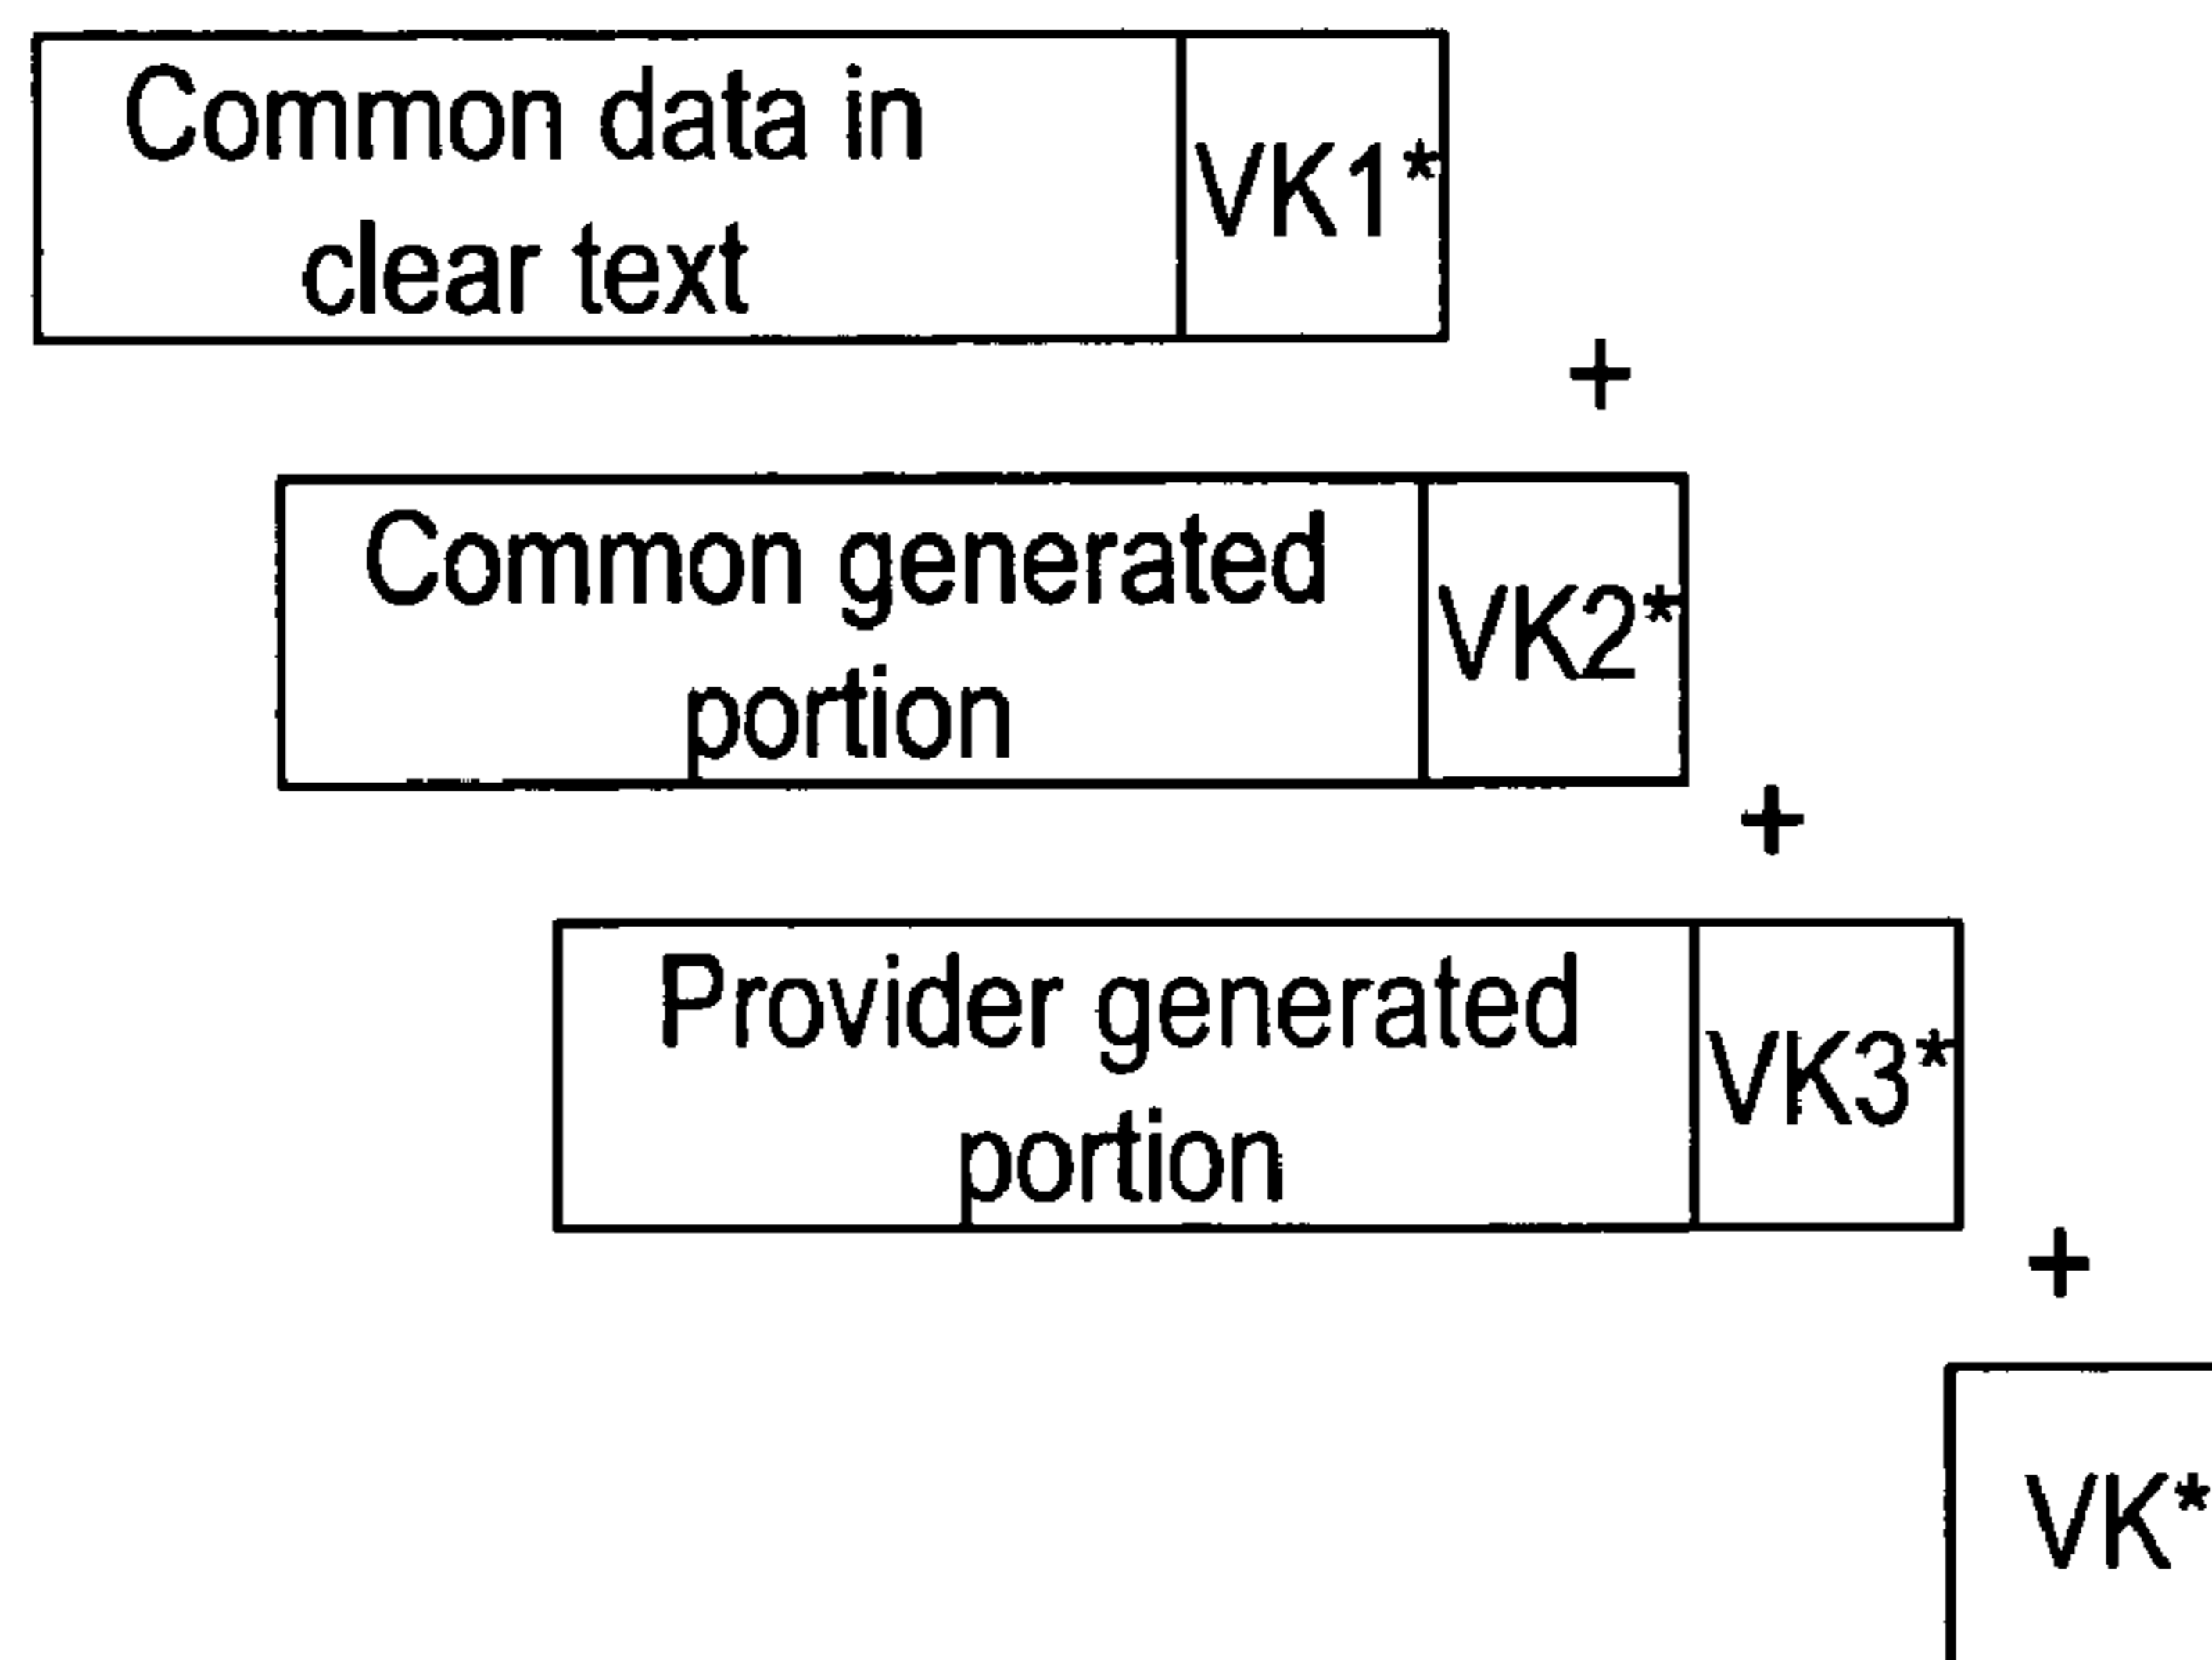 Common data in
clear text
VK1*
+
Common generated
portion
VK2*
+
Provider generated
portion
VK3*
+
VK*